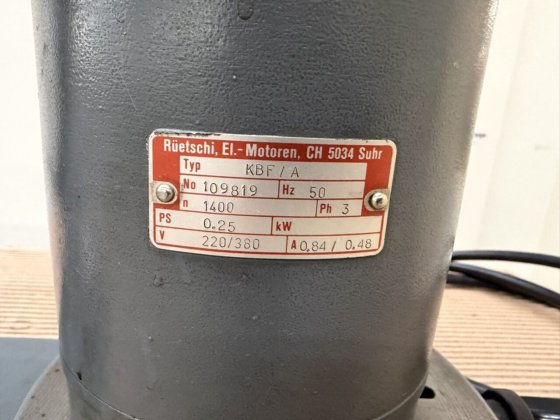 Rüetschi, El.- Motoren, CH 5034 Suhr
Typ KBF / A
No 109819 Hz 50
n 1400 Ph 3
PS 0.25 kW
V 220/380 A 0.84 / 0.48